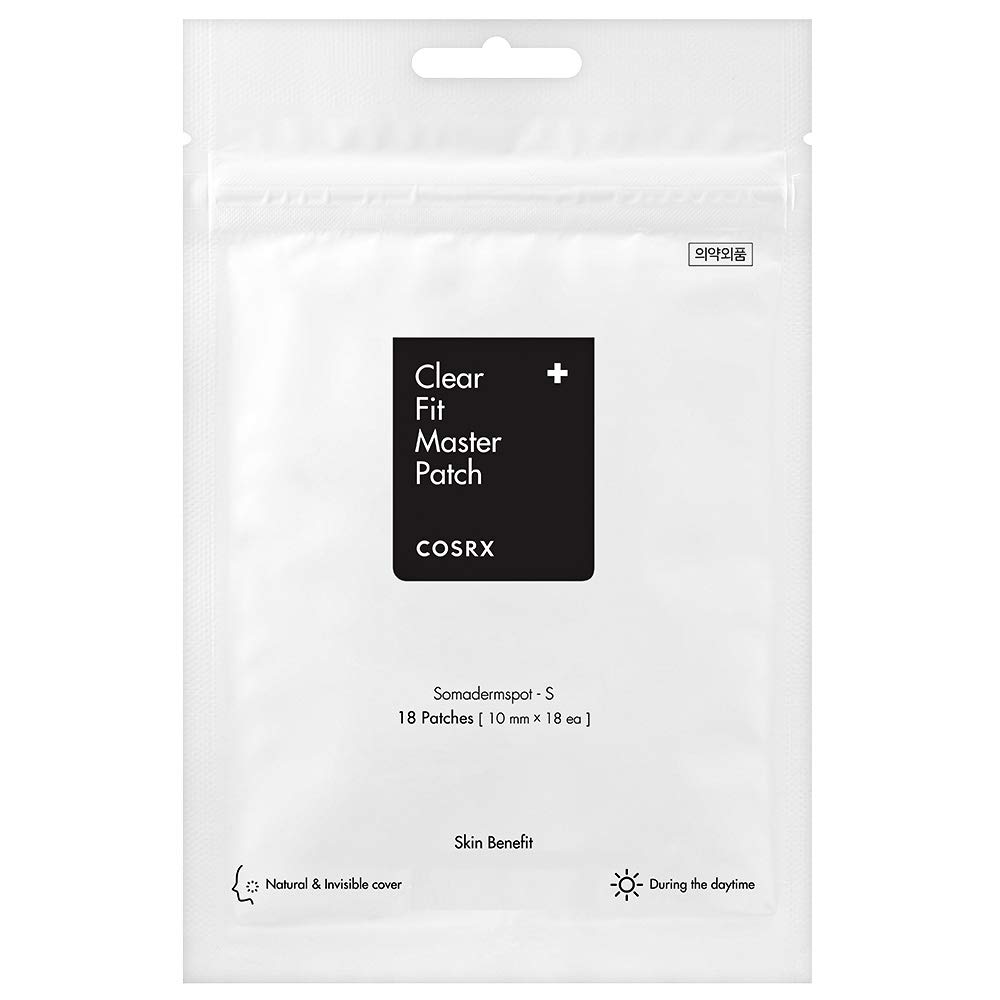 의약외품
Clear
Fit
Master
Patch
COSRX
Somadermspot - S
18 Patches [ 10 mm × 18 ea ]
Skin Benefit
Natural & Invisible cover
During the daytime